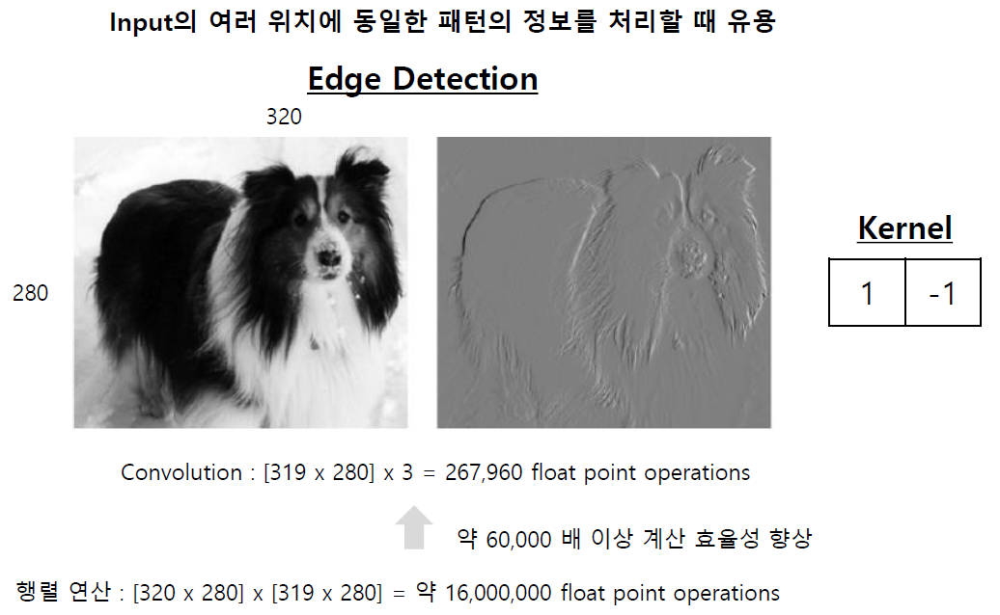 Input의 여러 위치에 동일한 패턴의 정보를 처리할 때 유용
Edge Detection
320
280
Kernel
1 -1
Convolution : [319 x 280] x 3 = 267,960 float point operations
약 60,000 배 이상 계산 효율성 향상
행렬 연산 : [320 x 280] x [319 x 280] = 약 16,000,000 float point operations